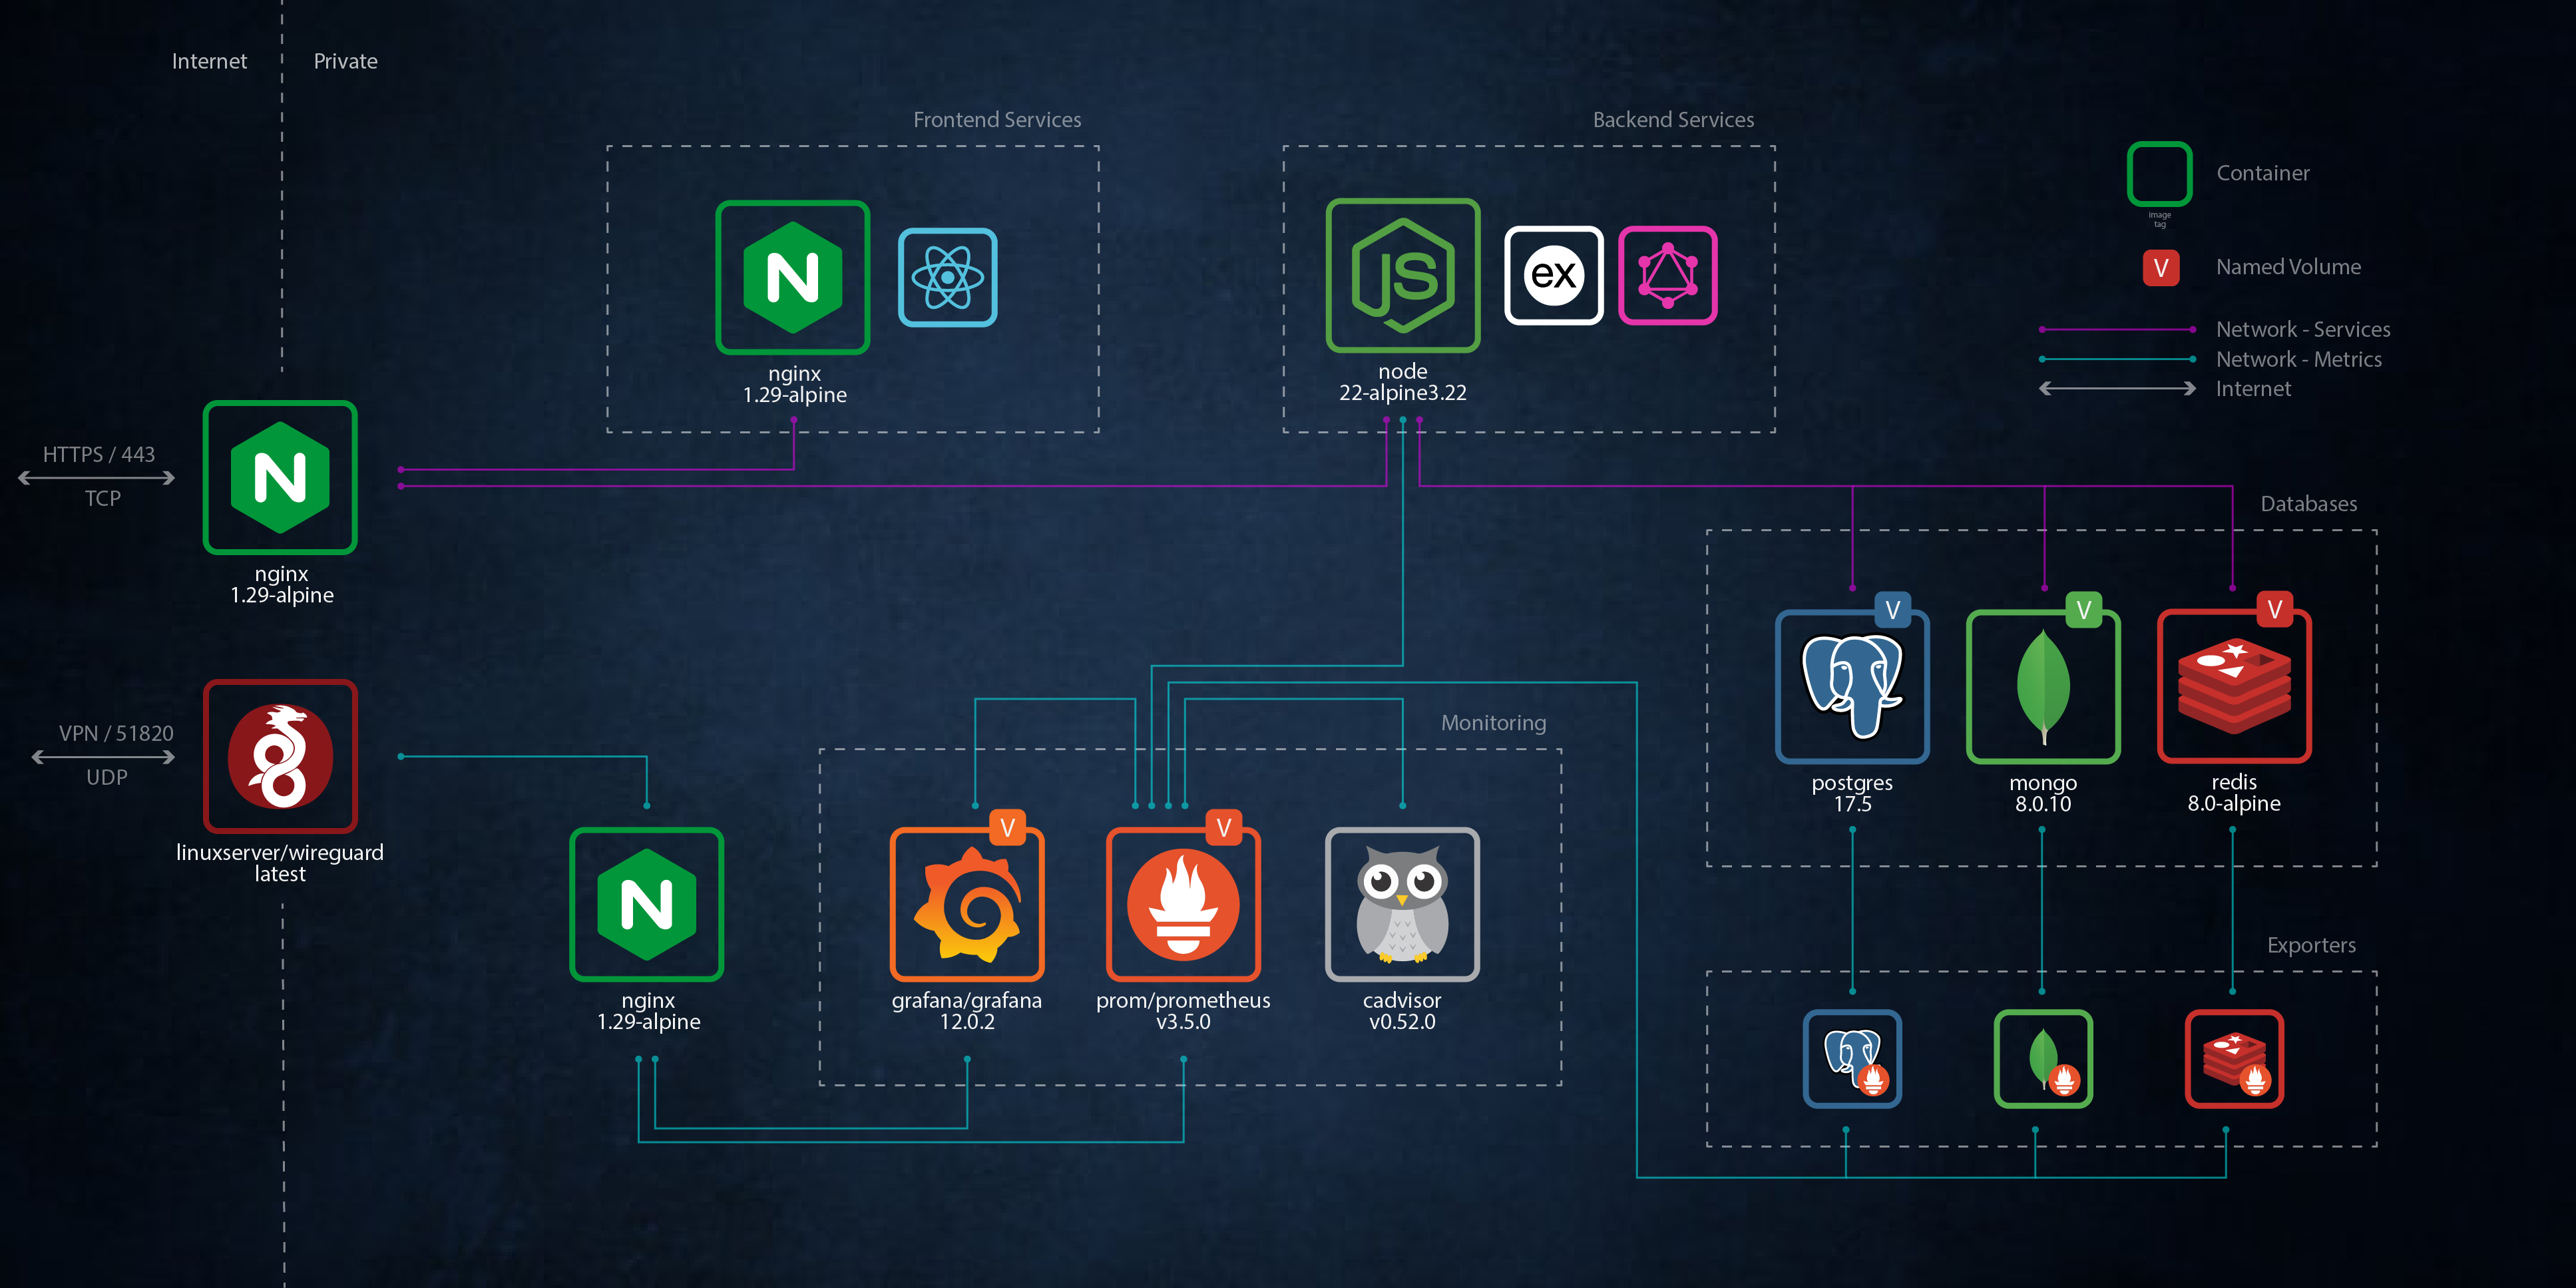 Internet
Private
Frontend Services
Backend Services
Container
image
tag
V
Named Volume
Network - Services
Network - Metrics
Internet
N
nginx
1.29-alpine
JS
ex
node
22-alpine3.22
HTTPS / 443
TCP
N
nginx
1.29-alpine
Databases
V
V
V
postgres
17.5
mongo
8.0.10
redis
8.0-alpine
VPN / 51820
UDP
linuxserver/wireguard
latest
Monitoring
N
nginx
1.29-alpine
V
V
grafana/grafana
12.0.2
prom/prometheus
v3.5.0
cadvisor
v0.52.0
Exporters